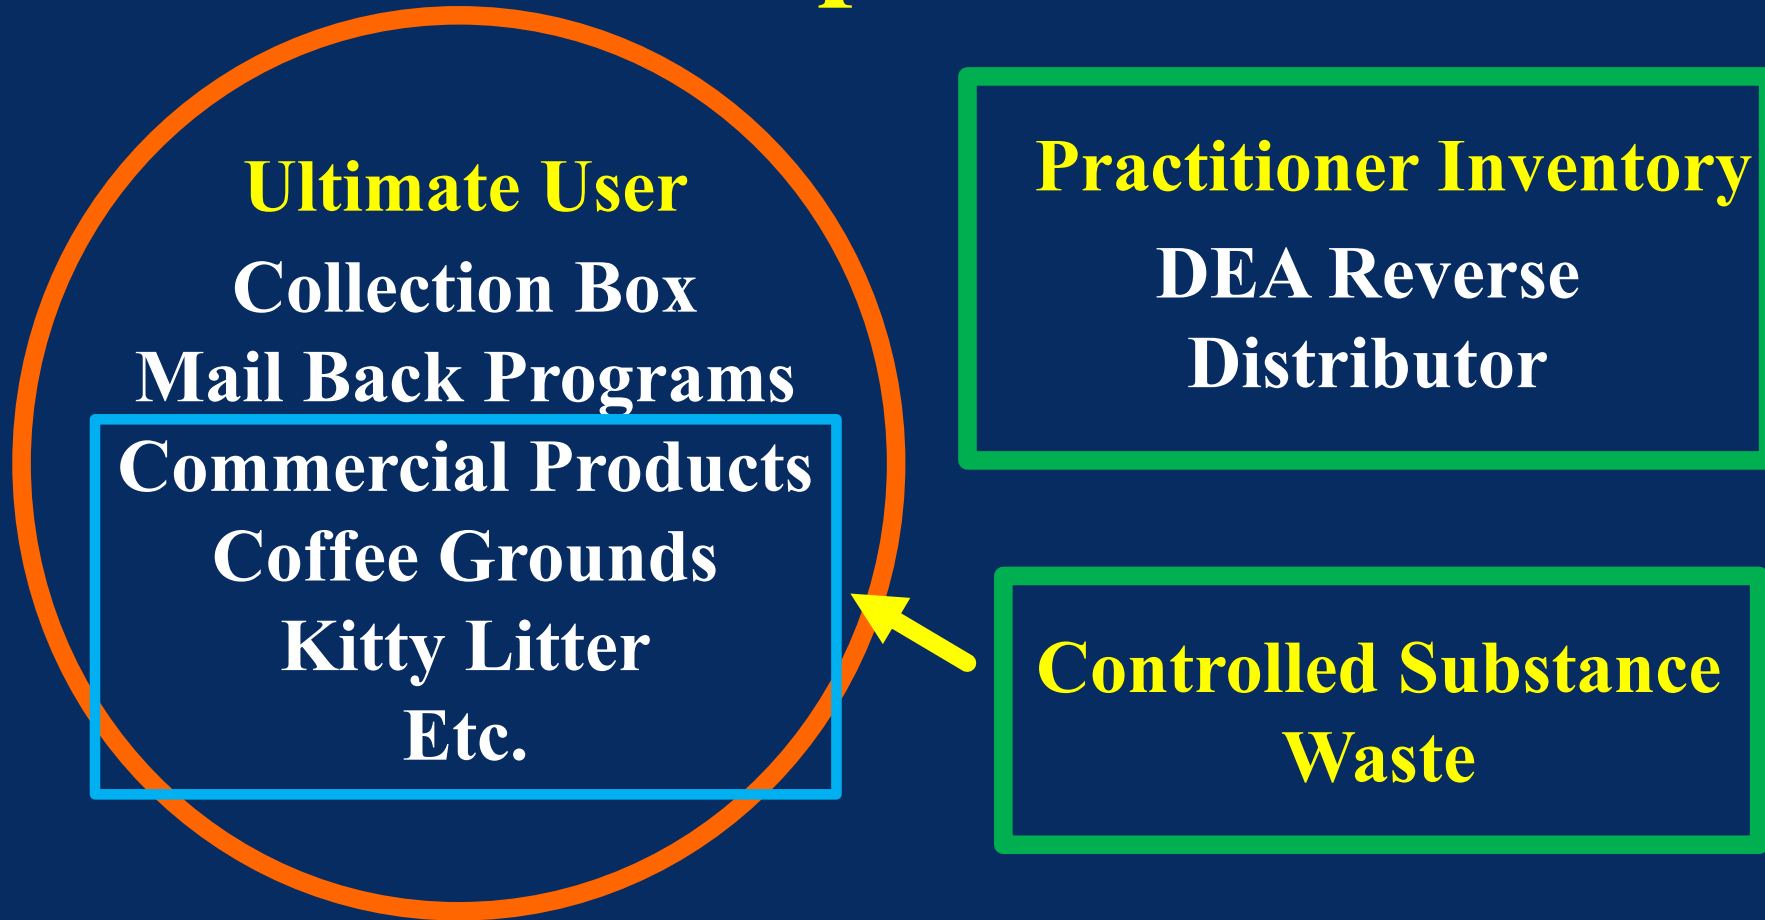 Ultimate User
Collection Box
Mail Back Programs
Commercial Products
Coffee Grounds
Kitty Litter
Etc.
Practitioner Inventory
DEA Reverse
Distributor
Controlled Substance
Waste